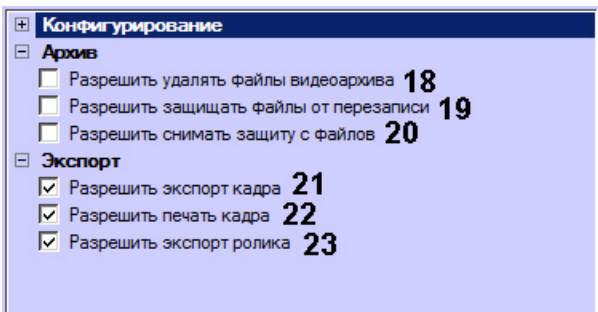 Конфигурирование
Архив
Разрешить удалять файлы видеоархива 18
Разрешить защищать файлы от перезаписи 19
Разрешить снимать защиту с файлов 20
Экспорт
Разрешить экспорт кадра 21
Разрешить печать кадра 22
Разрешить экспорт ролика 23